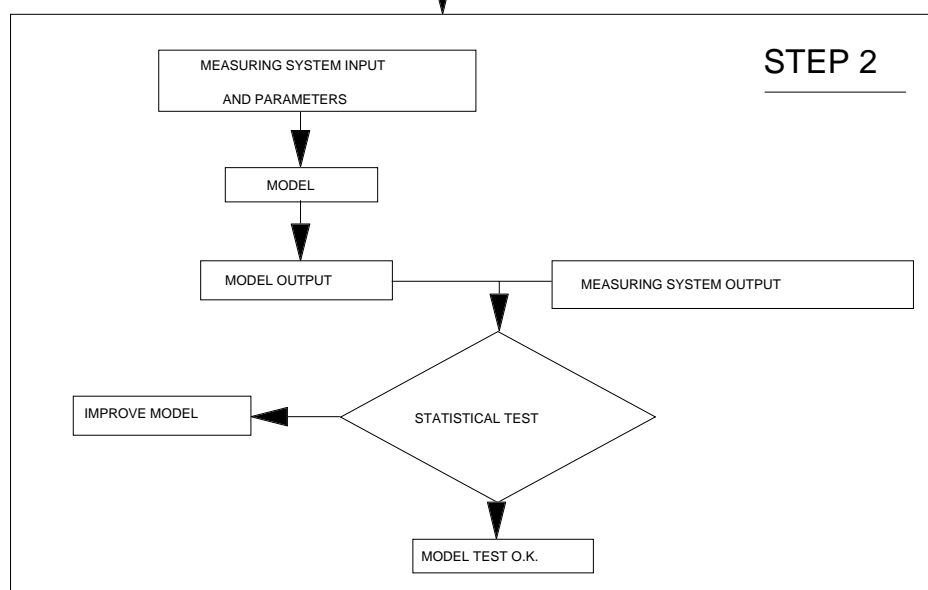 STEP 2
MEASURING SYSTEM INPUT
AND PARAMETERS
MODEL
MODEL OUTPUT
MEASURING SYSTEM OUTPUT
STATISTICAL TEST
IMPROVE MODEL
MODEL TEST O.K.